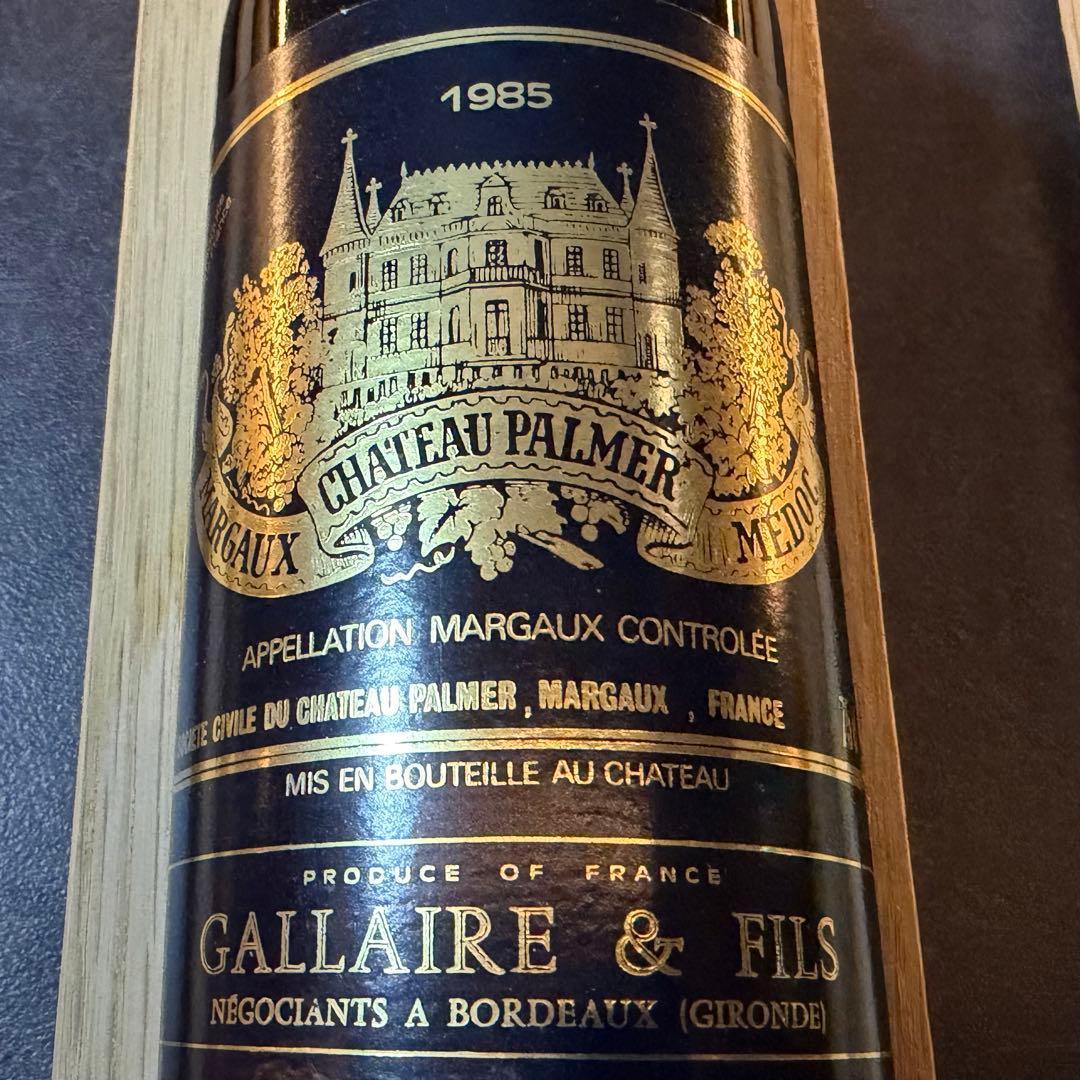 1985
CHATEAU PALMER
MARGAUX
MEDOC
APPELLATION MARGAUX CONTROLÉE
CIVILE DU CHATEAU PALMER, MARGAUX, FRANCE
MIS EN BOUTEILLE AU CHATEAU
PRODUCE OF FRANCE
GALLAIRE & FILS
NÉGOCIANTS A BORDEAUX (GIRONDE)